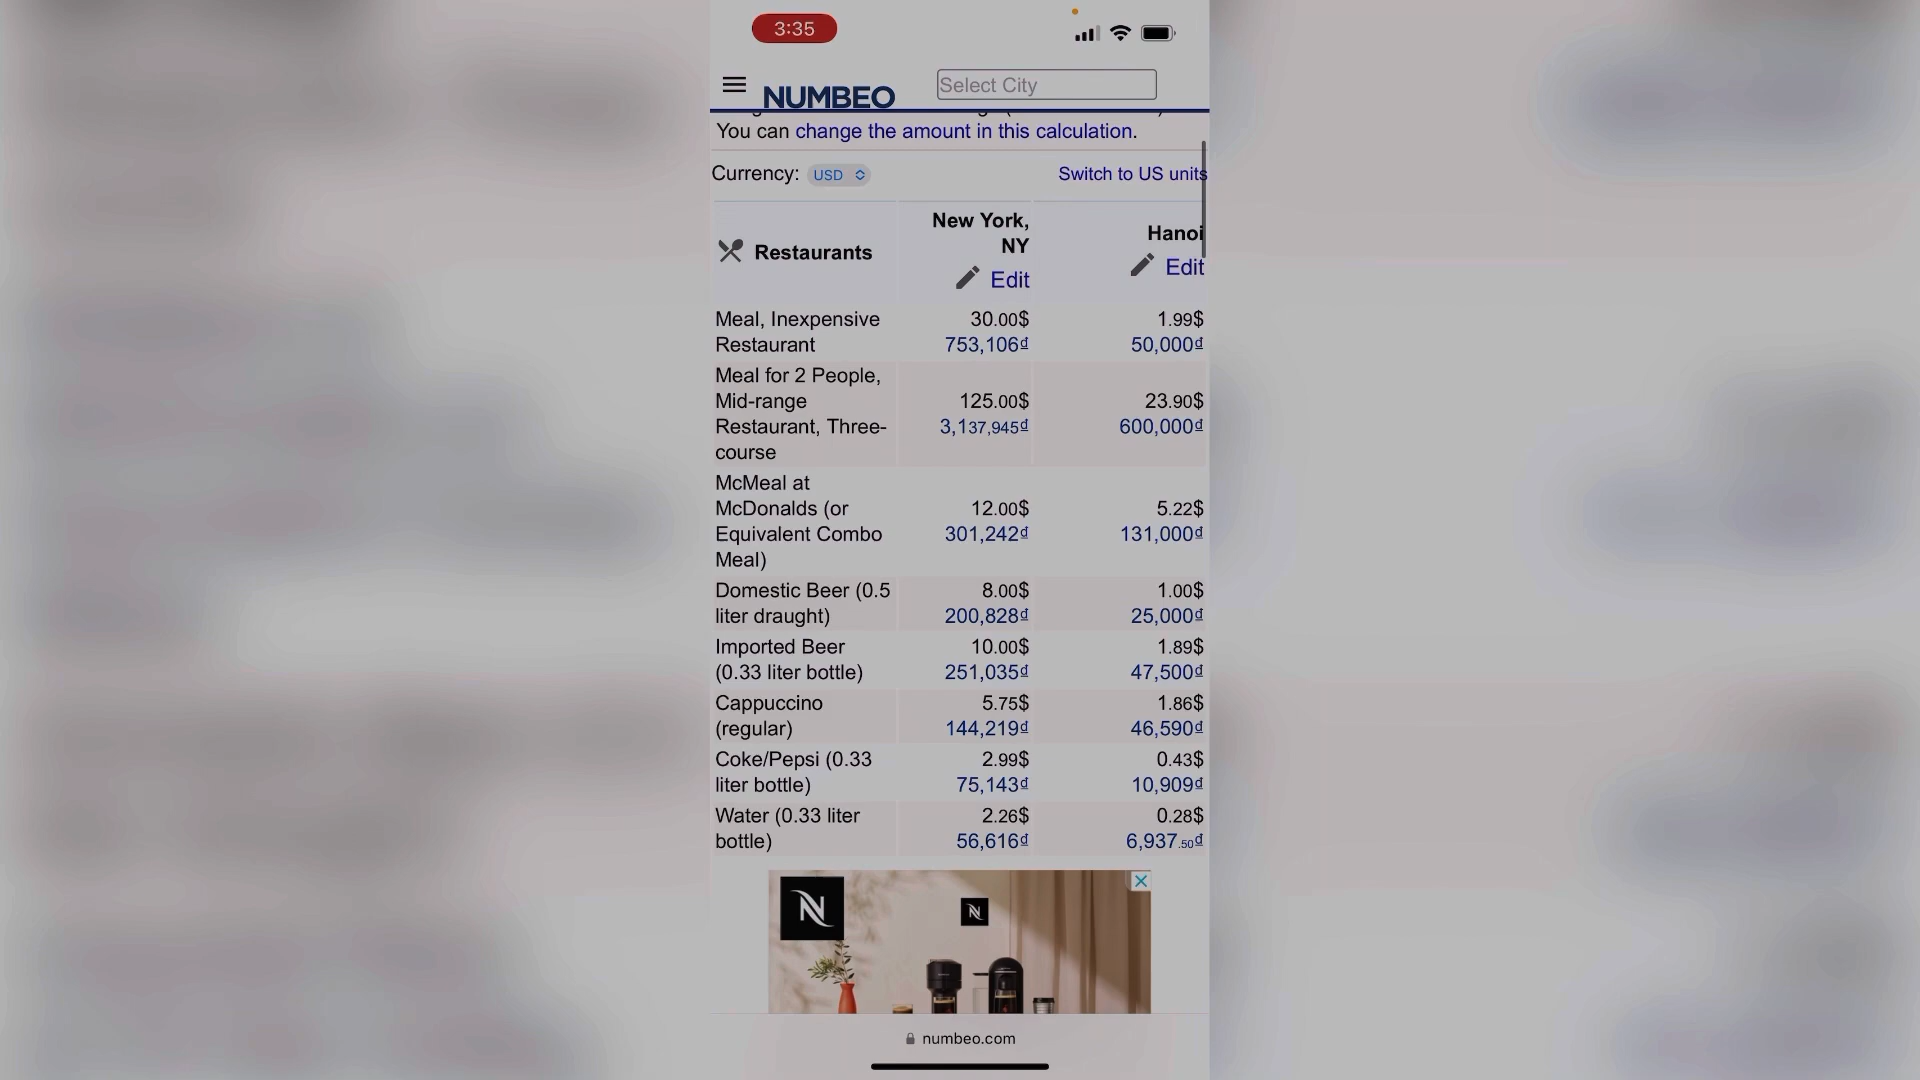 3:35
NUMBEO
Select City
You can change the amount in this calculation.
Currency: USD
Switch to US units
Restaurants
New York,
NY
Edit
Hanoi
Edit
Meal, Inexpensive
Restaurant
30.00$
753,106₫
1.99$
50,000₫
Meal for 2 People,
Mid-range
Restaurant, Three-
course
125.00$
3,137,945₫
23.90$
600,000₫
McMeal at
McDonalds (or
Equivalent Combo
Meal)
12.00$
301,242₫
5.22$
131,000₫
Domestic Beer (0.5
liter draught)
8.00$
200,828₫
1.00$
25,000₫
Imported Beer
(0.33 liter bottle)
10.00$
251,035₫
1.89$
47,500₫
Cappuccino
(regular)
5.75$
144,219₫
1.86$
46,590₫
Coke/Pepsi (0.33
liter bottle)
2.99$
75,143₫
0.43$
10,909₫
Water (0.33 liter
bottle)
2.26$
56,616₫
0.28$
6,937.50₫
N
N
numbeo.com